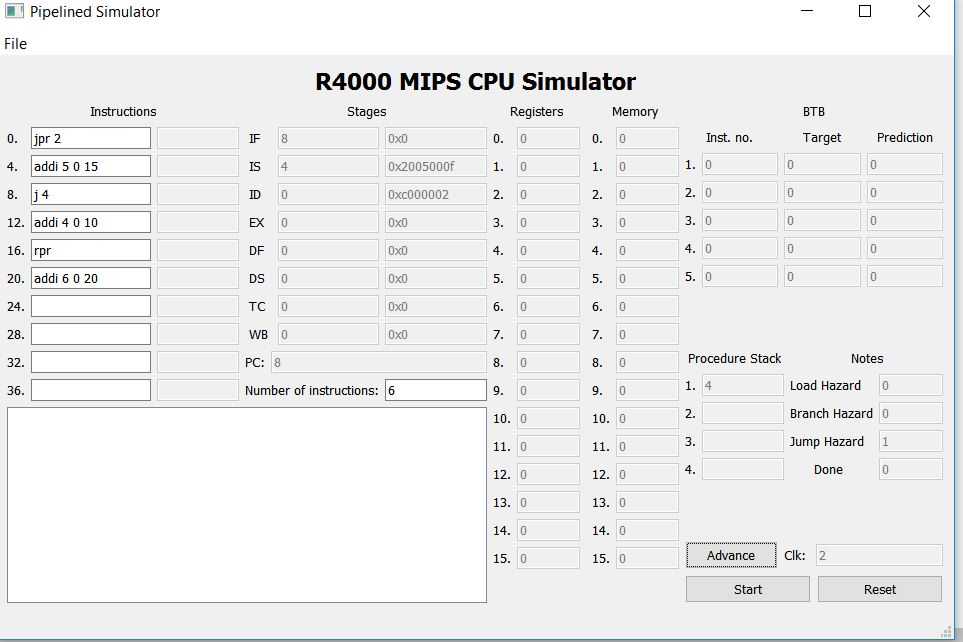 Pipelined Simulator
File
R4000 MIPS CPU Simulator
Instructions Stages Registers Memory BTB
Inst. no. Target Prediction
0. jpr 2 IF 8 0x0 0. 0 0. 0
1. 0 0 0
4. addi 5 0 15 IS 4 0x2005000f 1. 0 1. 0
2. 0 0 0
8. j 4 ID 0 0xc000002 2. 0 2. 0
3. 0 0 0
12. addi 4 0 10 EX 0 0x0 3. 0 3. 0
4. 0 0 0
16. rpr DF 0 0x0 4. 0 4. 0
5. 0 0 0
20. addi 6 0 20 DS 0 0x0 5. 0 5. 0
24. TC 0 0x0 6. 0 6. 0
28. WB 0 0x0 7. 0 7. 0
Procedure Stack Notes
32. PC: 8 8. 0 8. 0
1. 4 Load Hazard 0
36. Number of instructions: 6 9. 0 9. 0
2. Branch Hazard 0
10. 0 10. 0
3. Jump Hazard 1
11. 0 11. 0
4. Done 0
12. 0 12. 0
13. 0 13. 0
14. 0 14. 0
15. 0 15. 0
Advance Clk: 2
Start Reset